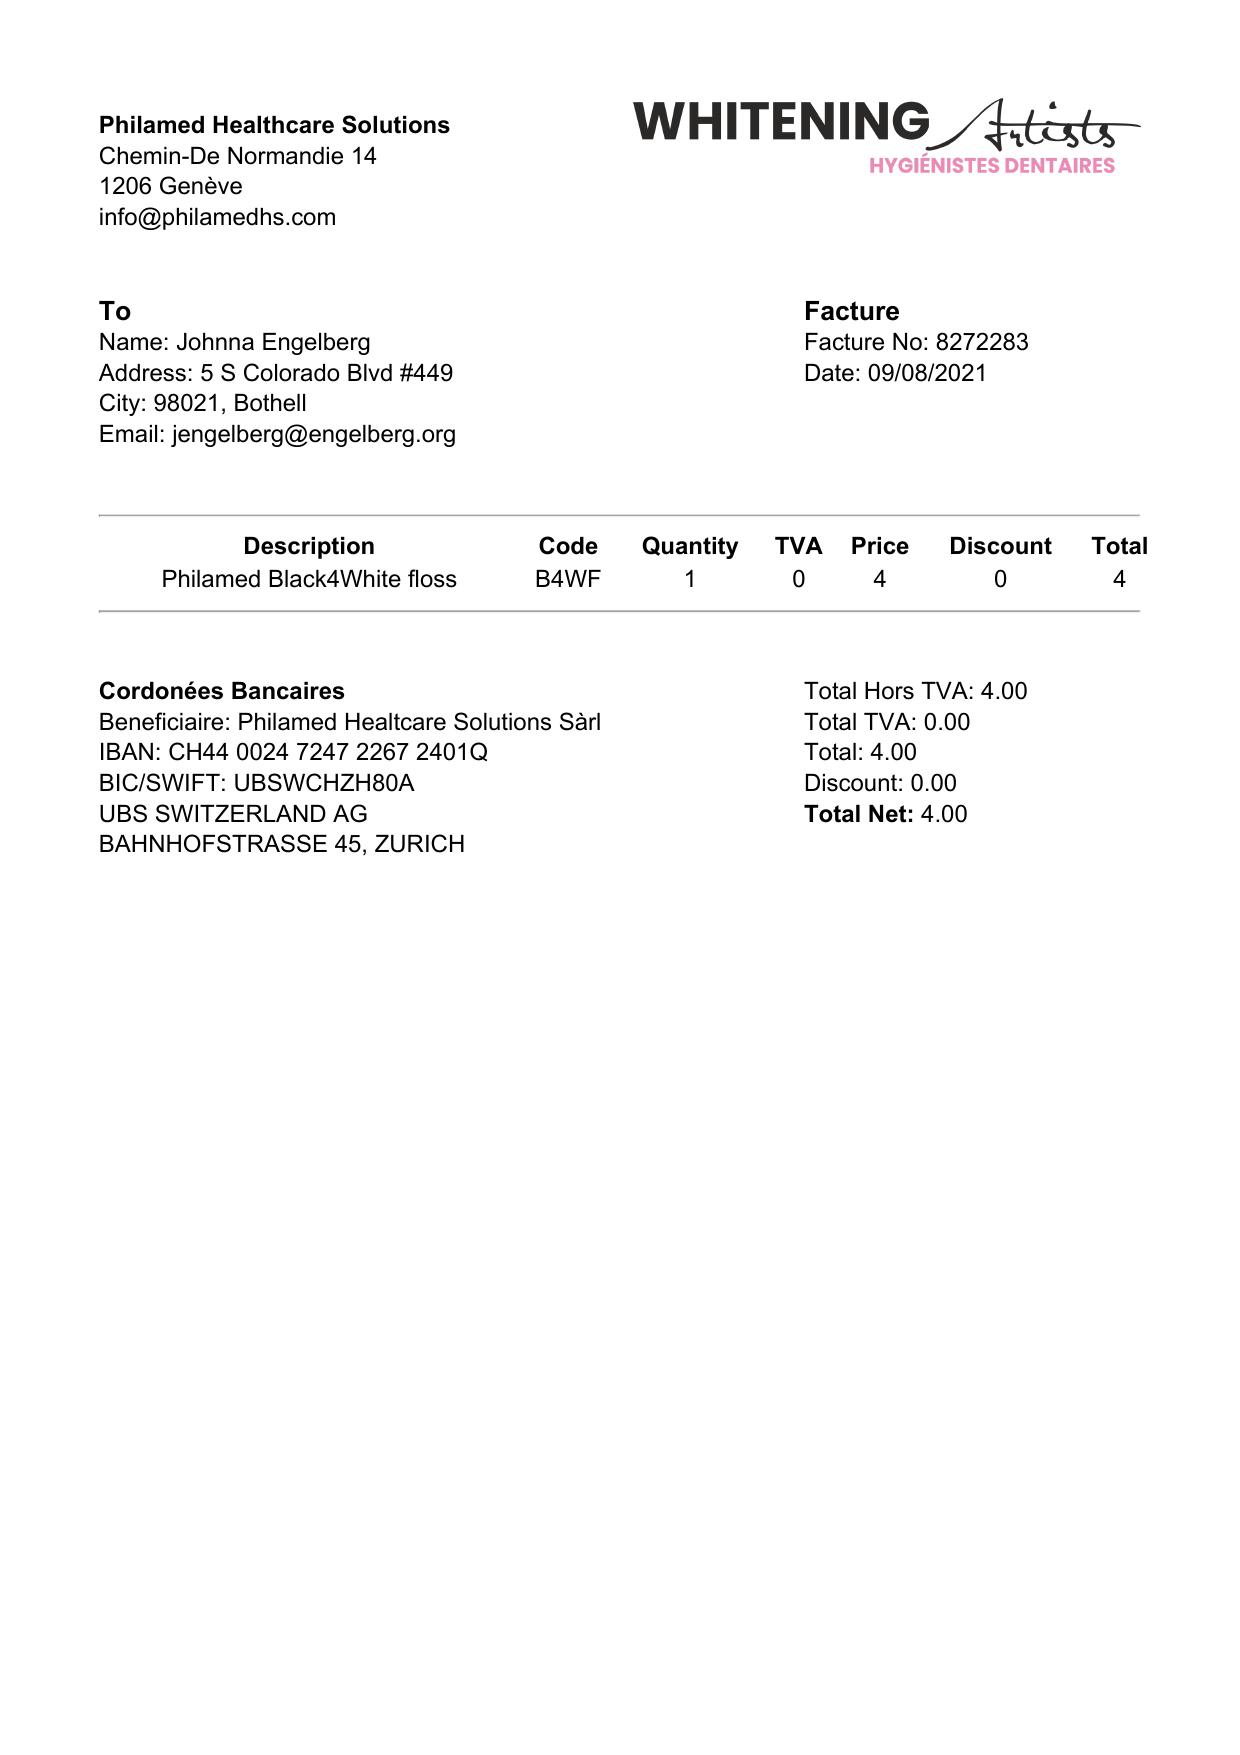 Philamed Healthcare Solutions
Chemin-De Normandie 14
1206 Genève
info@philamedhs.com
WHITENING Artists
HYGIÉNISTES DENTAIRES
To
Name: Johnna Engelberg
Address: 5 S Colorado Blvd #449
City: 98021, Bothell
Email: jengelberg@engelberg.org
Facture
Facture No: 8272283
Date: 09/08/2021
Description Code Quantity TVA Price Discount Total
Philamed Black4White floss B4WF 1 0 4 0 4
Cordonées Bancaires
Beneficiaire: Philamed Healtcare Solutions Sàrl
IBAN: CH44 0024 7247 2267 2401Q
BIC/SWIFT: UBSWCHZH80A
UBS SWITZERLAND AG
BAHNHOFSTRASSE 45, ZURICH
Total Hors TVA: 4.00
Total TVA: 0.00
Total: 4.00
Discount: 0.00
Total Net: 4.00